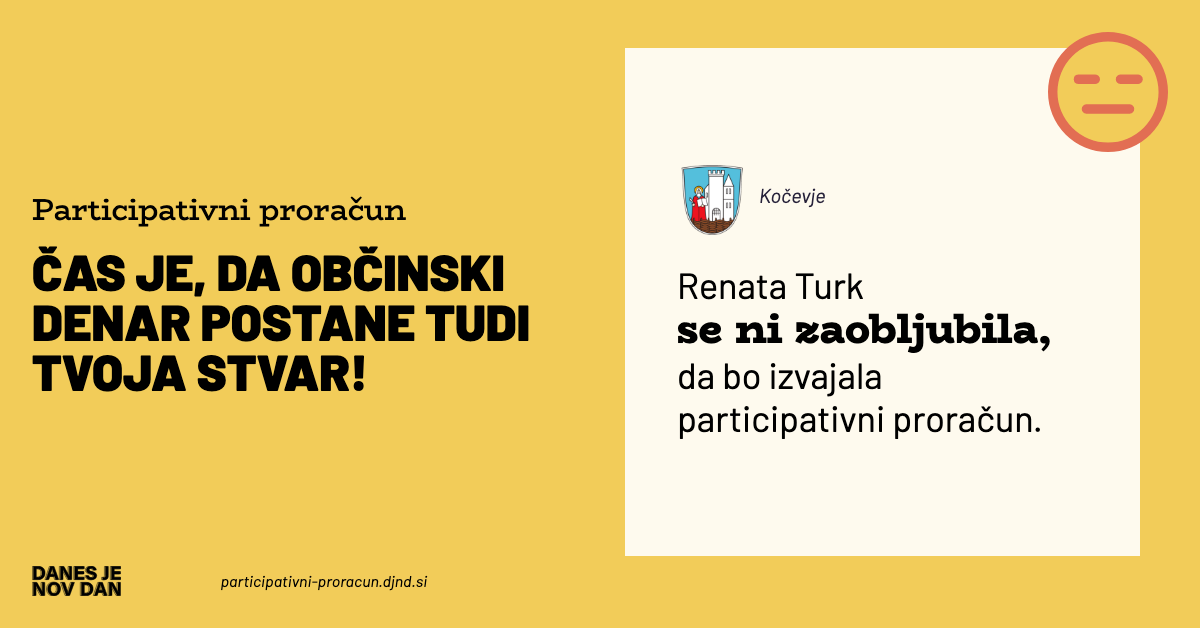 Participativni proračun
ČAS JE, DA OBČINSKI
DENAR POSTANE TUDI
TVOJA STVAR!
DANES JE
NOV DAN
participativni-proracun.djnd.si
Kočevje
Renata Turk
se ni zaobljubila,
da bo izvajala
participativni proračun.